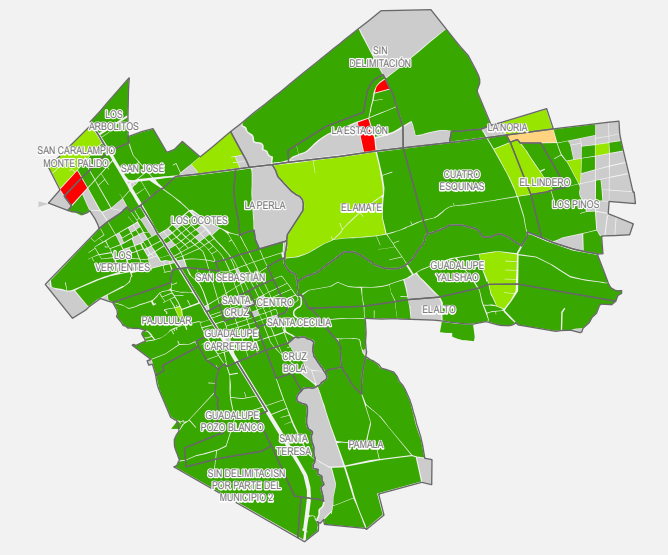 SIN
DELIMITACIÓN
LOS
ARBOLITOS
LA ESTACIÓN
LA NORIA
SAN CARALAMPIO
MONTE PALIDO
SAN JOSÉ
CUATRO
ESQUINAS
EL LINDERO
LA PERLA
EL AMATE
LOS PINOS
LOS OCOTES
LOS
VERTIENTES
GUADALUPE
YALISHAO
SAN SEBASTIÁN
SANTA
CRUZ
CENTRO
EL ALTO
PAJULULAR
SANTA CECILIA
GUADALUPE
CARRETERA
CRUZ
BOLA
GUADALUPE
POZO BLANCO
SANTA
TERESA
PAMALA
SIN DELIMITACISN
POR PARTE DEL
MUNICIPIO 2